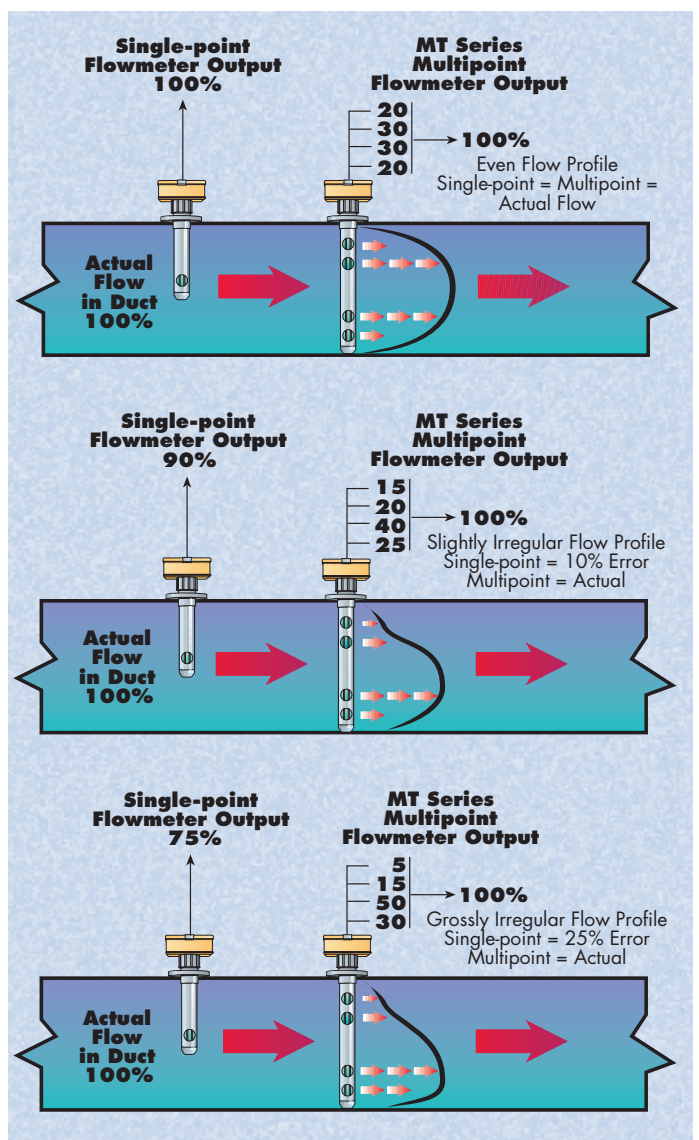 Single-point
Flowmeter Output
100%
MT Series
Multipoint
Flowmeter Output
20
30
30
20
100%
Even Flow Profile
Single-point = Multipoint =
Actual Flow
Actual
Flow
in Duct
100%
Single-point
Flowmeter Output
90%
MT Series
Multipoint
Flowmeter Output
15
20
40
25
100%
Slightly Irregular Flow Profile
Single-point = 10% Error
Multipoint = Actual
Actual
Flow
in Duct
100%
Single-point
Flowmeter Output
75%
MT Series
Multipoint
Flowmeter Output
5
15
50
30
100%
Grossly Irregular Flow Profile
Single-point = 25% Error
Multipoint = Actual
Actual
Flow
in Duct
100%